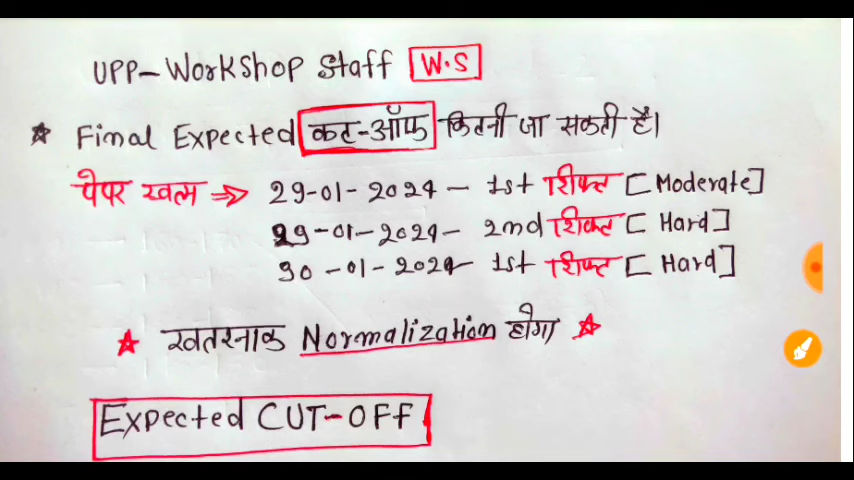 UPP-Workshop Staff W.S
★ Final Expected कट-ऑफ कितनी जा सकती है।
पेपर खत्म ⇒ 29-01-2024 - 1st शिफ्ट [Moderate]
29-01-2024- 2nd शिफ्ट [Hard]
30-01-2024 1st शिफ्ट [Hard]
★ खतरनाक Normalization होगा ★
Expected CUT-OFF